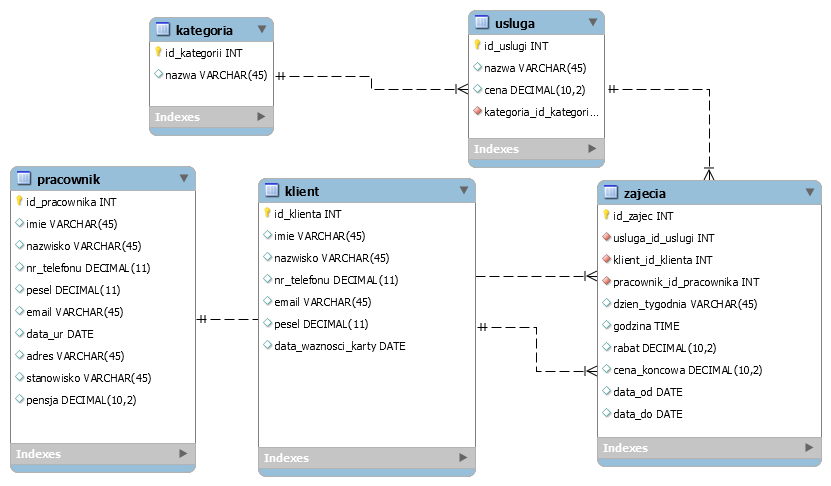 kategoria
id_kategorii INT
nazwa VARCHAR(45)
Indexes
usluga
id_uslugi INT
nazwa VARCHAR(45)
cena DECIMAL(10,2)
kategoria_id_kategori...
Indexes
pracownik
id_pracownika INT
imie VARCHAR(45)
nazwisko VARCHAR(45)
nr_telefonu DECIMAL(11)
pesel DECIMAL(11)
email VARCHAR(45)
data_ur DATE
adres VARCHAR(45)
stanowisko VARCHAR(45)
pensja DECIMAL(10,2)
Indexes
klient
id_klienta INT
imie VARCHAR(45)
nazwisko VARCHAR(45)
nr_telefonu DECIMAL(11)
email VARCHAR(45)
pesel DECIMAL(11)
data_waznosci_karty DATE
Indexes
zajecia
id_zajec INT
usluga_id_uslugi INT
klient_id_klienta INT
pracownik_id_pracownika INT
dzien_tygodnia VARCHAR(45)
godzina TIME
rabat DECIMAL(10,2)
cena_koncowa DECIMAL(10,2)
data_od DATE
data_do DATE
Indexes